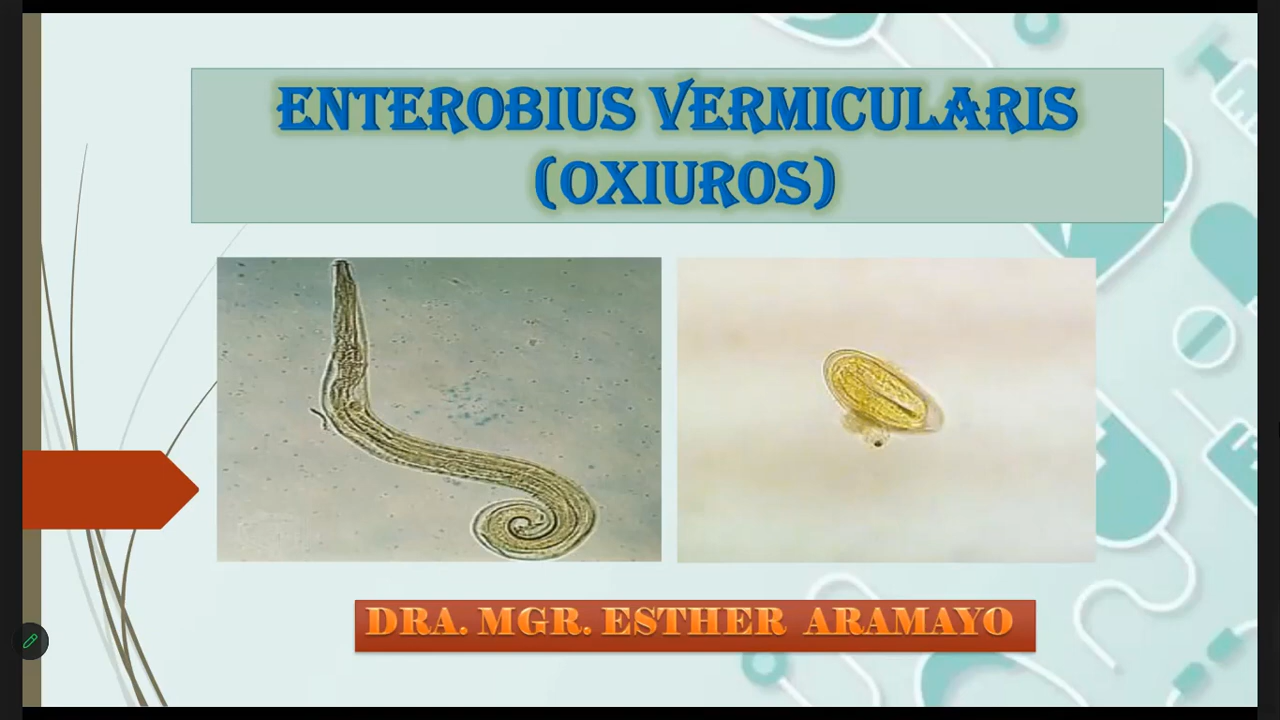 ENTEROBIUS VERMICULARIS
(OXIUROS)
DRA. MGR. ESTHER ARAMAYO